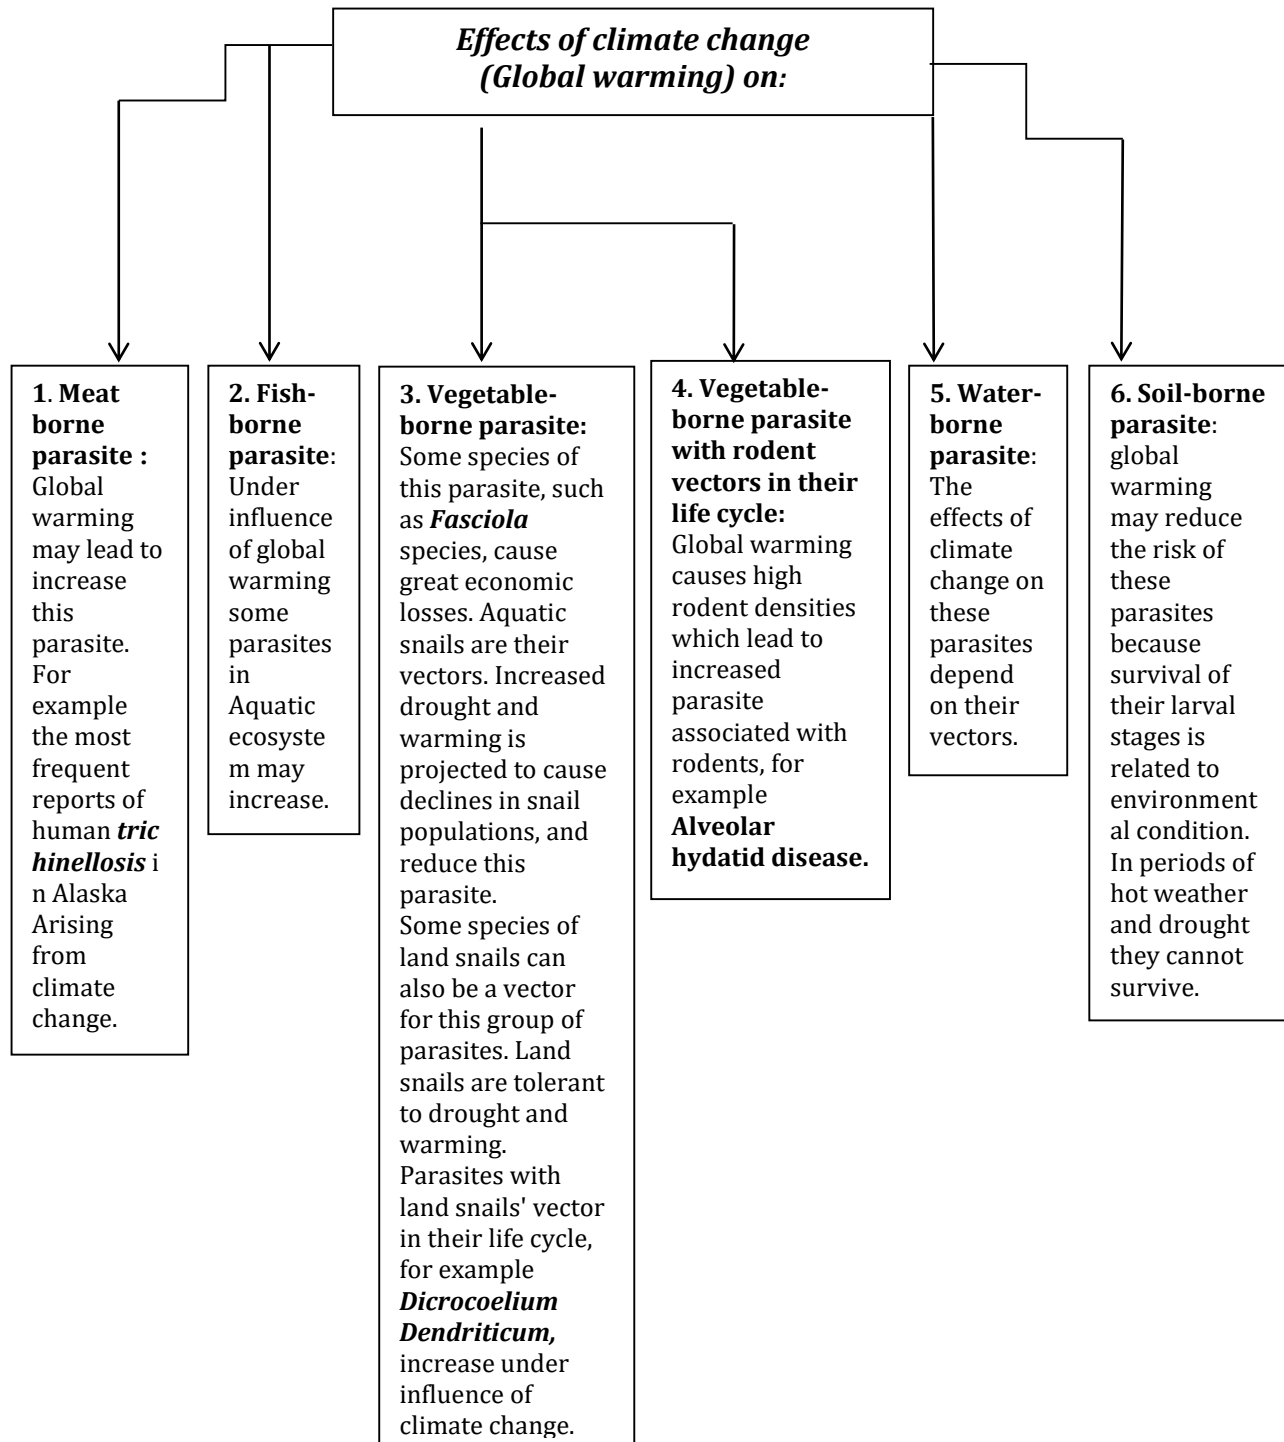 Effects of climate change
(Global warming) on:
1. Meat
borne
parasite :
Global
warming
may lead to
increase
this
parasite.
For
example
the most
frequent
reports of
human tric
hinellosis i
n Alaska
Arising
from
climate
change.
2. Fish-
borne
parasite:
Under
influence
of global
warming
some
parasites
in
Aquatic
ecosyste
m may
increase.
3. Vegetable-
borne parasite:
Some species of
this parasite, such
as Fasciola
species, cause
great economic
losses. Aquatic
snails are their
vectors. Increased
drought and
warming is
projected to cause
declines in snail
populations, and
reduce this
parasite.
Some species of
land snails can
also be a vector
for this group of
parasites. Land
snails are tolerant
to drought and
warming.
Parasites with
land snails' vector
in their life cycle,
for example
Dicrocoelium
Dendriticum,
increase under
influence of
climate change.
4. Vegetable-
borne parasite
with rodent
vectors in their
life cycle:
Global warming
causes high
rodent densities
which lead to
increased
parasite
associated with
rodents, for
example
Alveolar
hydatid disease.
5. Water-
borne
parasite:
The
effects of
climate
change on
these
parasites
depend
on their
vectors.
6. Soil-borne
parasite:
global
warming
may reduce
the risk of
these
parasites
because
survival of
their larval
stages is
related to
environment
al condition.
In periods of
hot weather
and drought
they cannot
survive.